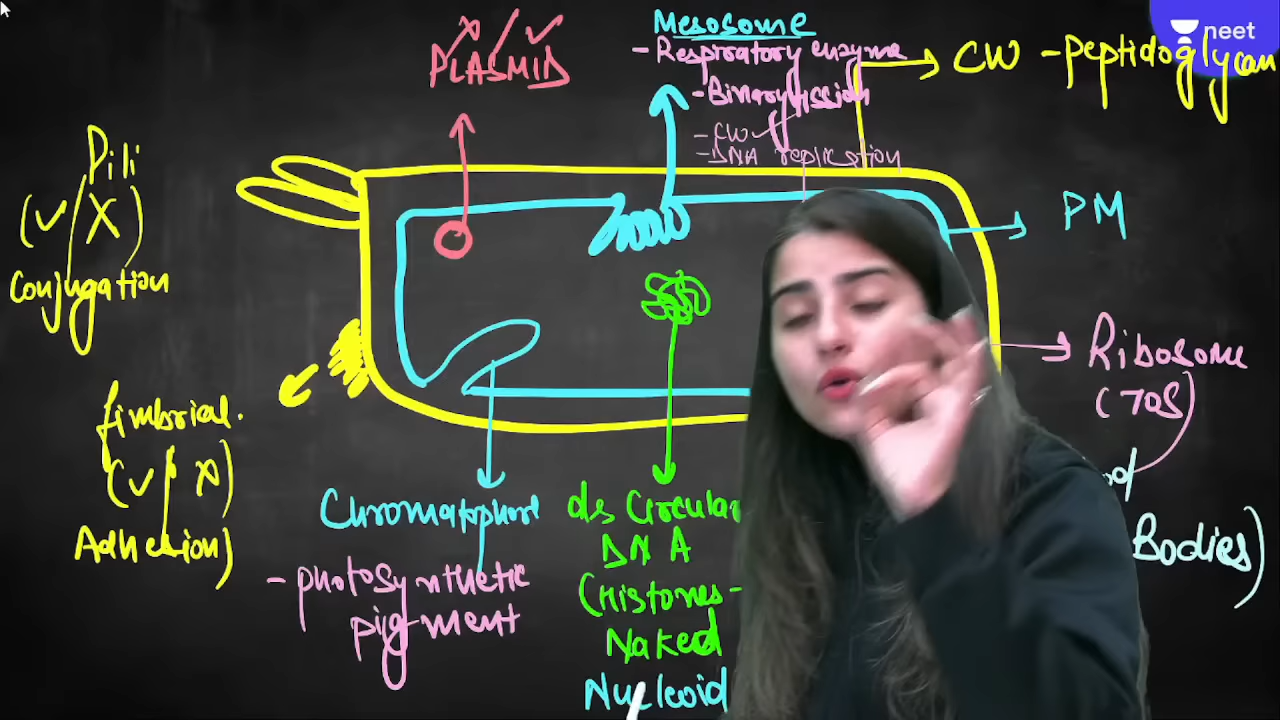 PLASMID
Mesosome
- Respiratory enzyme
- Binary fission
- CW
- DNA replication
neet
CW - Peptidoglycan
Pili
(✓/X)
Conjugation
PM
Ribosome
(70S)
fimbriae.
(✓/X)
Adhesion)
Bodies)
Chromatophore
- photosynthetic
pigment
ds Circular
DNA
(Histones -
Naked
Nucleoid